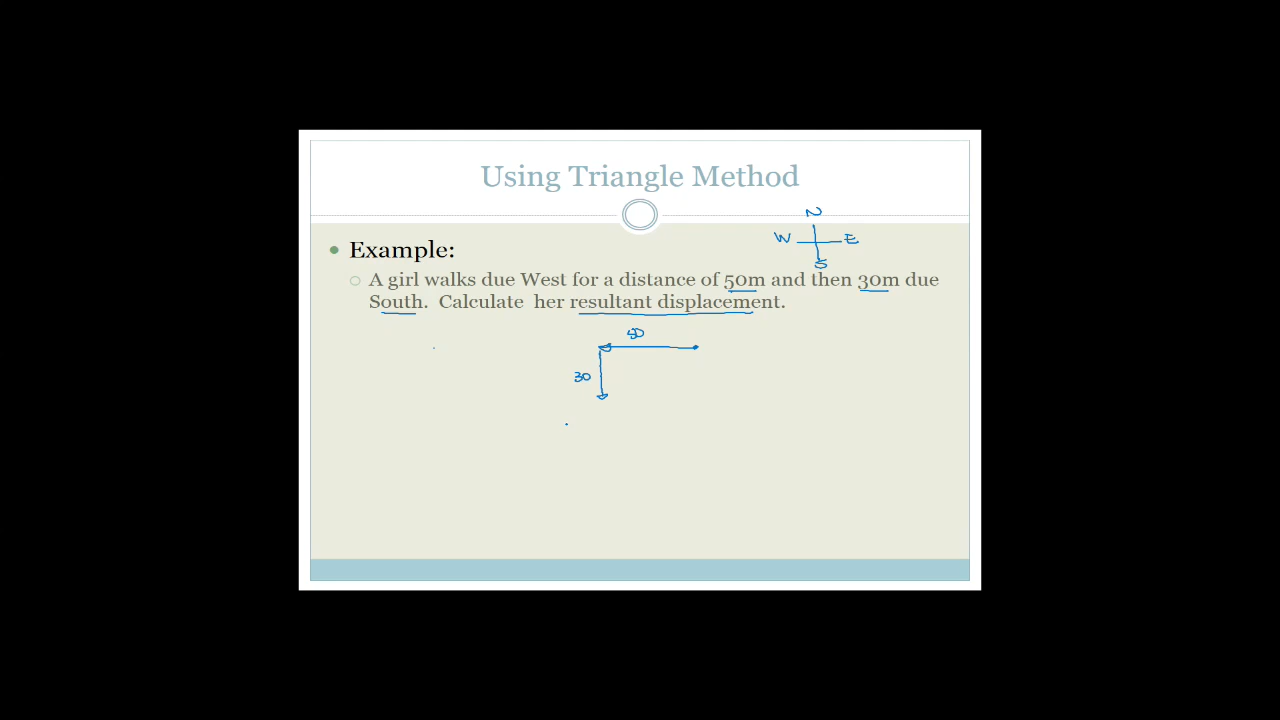 Using Triangle Method
N
W E
S
Example:
A girl walks due West for a distance of 50m and then 30m due
South. Calculate her resultant displacement.
50
30